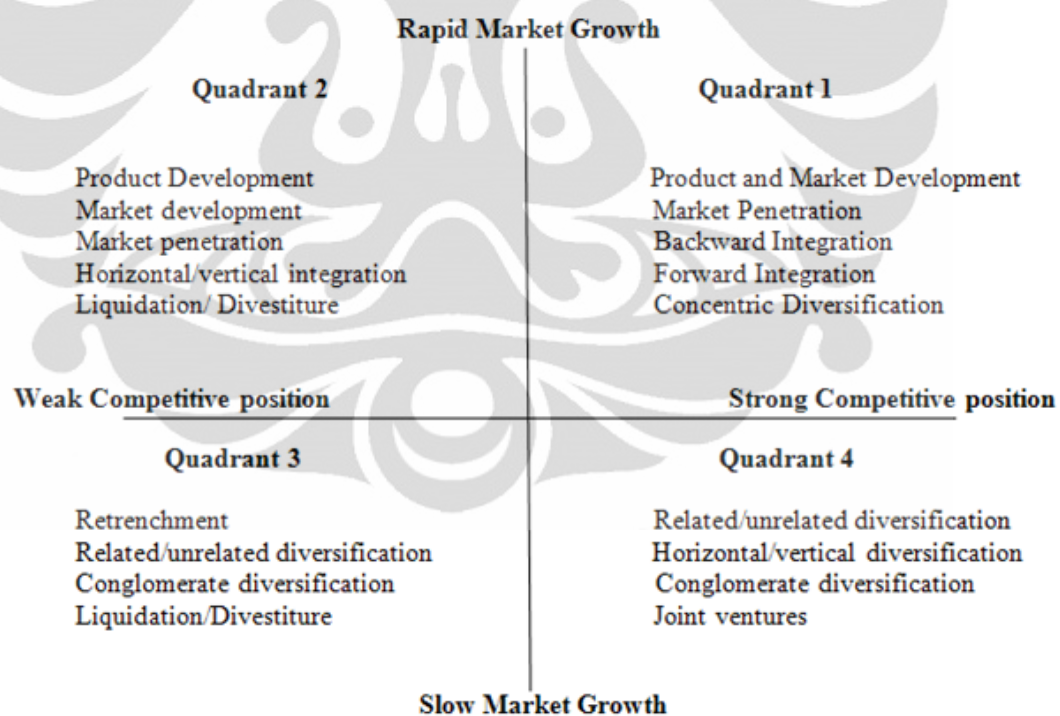 Rapid Market Growth
Quadrant 2
Quadrant 1
Product Development
Market development
Market penetration
Horizontal/vertical integration
Liquidation/ Divestiture
Product and Market Development
Market Penetration
Backward Integration
Forward Integration
Concentric Diversification
Weak Competitive position
Strong Competitive position
Quadrant 3
Quadrant 4
Retrenchment
Related/unrelated diversification
Conglomerate diversification
Liquidation/Divestiture
Related/unrelated diversification
Horizontal/vertical diversification
Conglomerate diversification
Joint ventures
Slow Market Growth